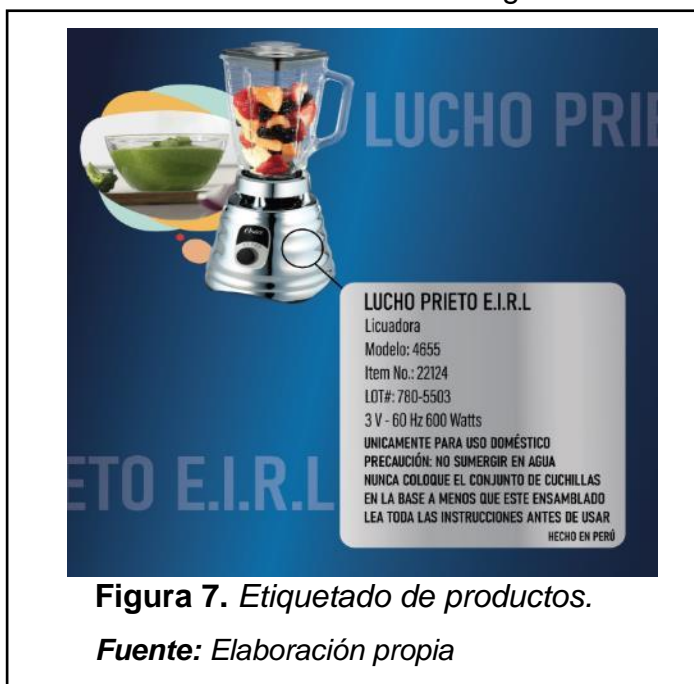 LUCHO PRIE
Oster
LUCHO PRIETO E.I.R.L
Licuadora
Modelo: 4655
Item No.: 22124
LOT#: 780-5503
3 V - 60 Hz 600 Watts
UNICAMENTE PARA USO DOMÉSTICO
PRECAUCIÓN: NO SUMERGIR EN AGUA
NUNCA COLOQUE EL CONJUNTO DE CUCHILLAS
EN LA BASE A MENOS QUE ESTE ENSAMBLADO
LEA TODA LAS INSTRUCCIONES ANTES DE USAR
HECHO EN PERÚ
ETO E.I.R.L
Figura 7. Etiquetado de productos.
Fuente: Elaboración propia